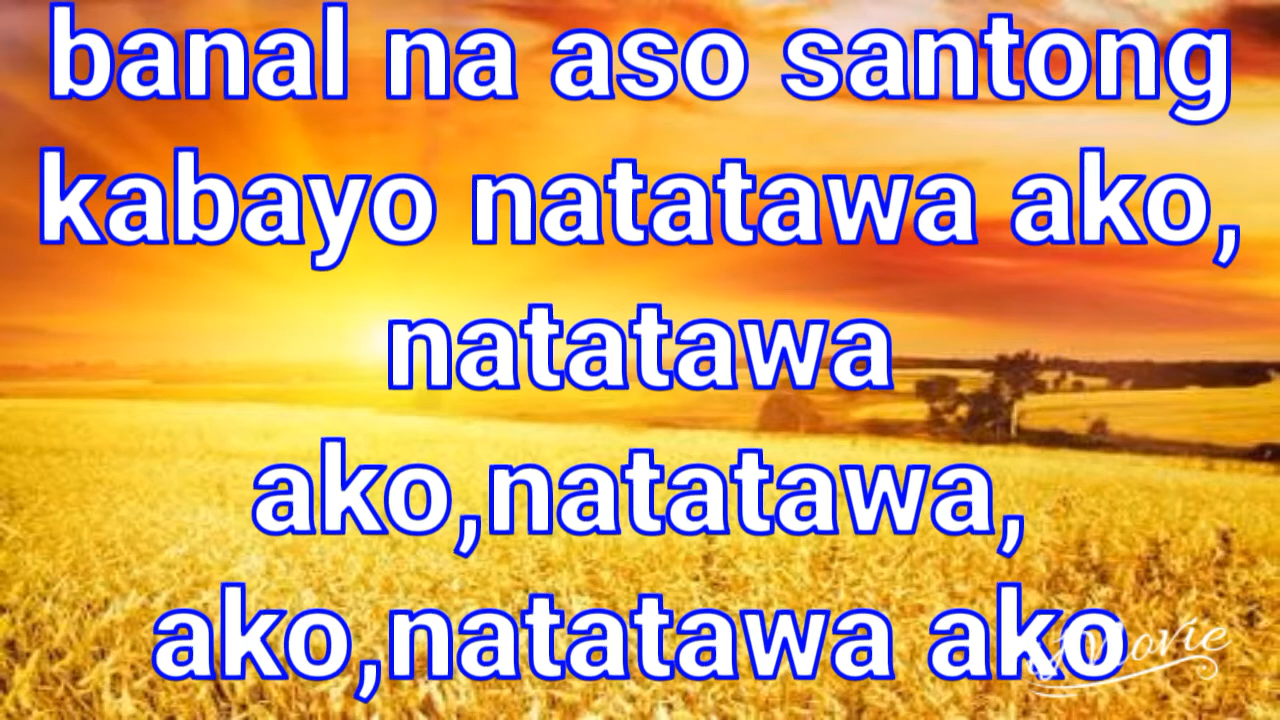 banal na aso santong
kabayo natatawa ako,
natatawa
ako,natatawa,
ako,natatawa ako